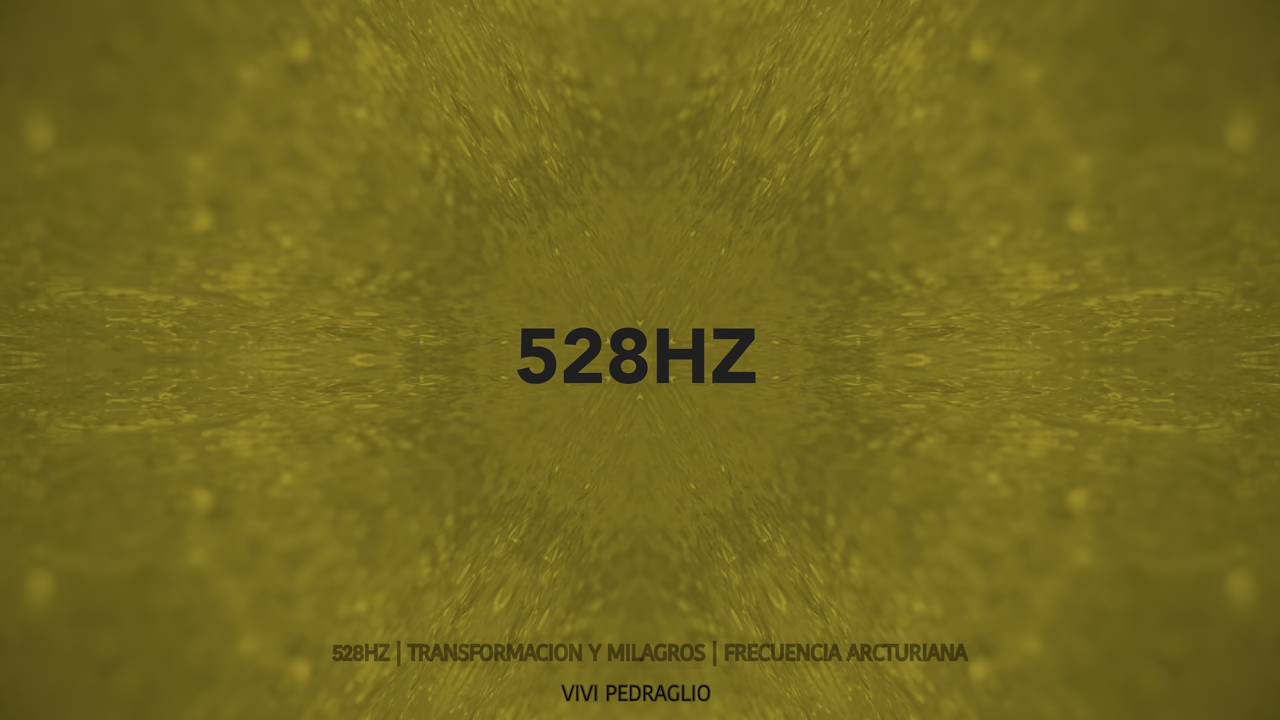 528HZ
528HZ | TRANSFORMACION Y MILAGROS | FRECUENCIA ARCTURIANA
VIVI PEDRAGLIO